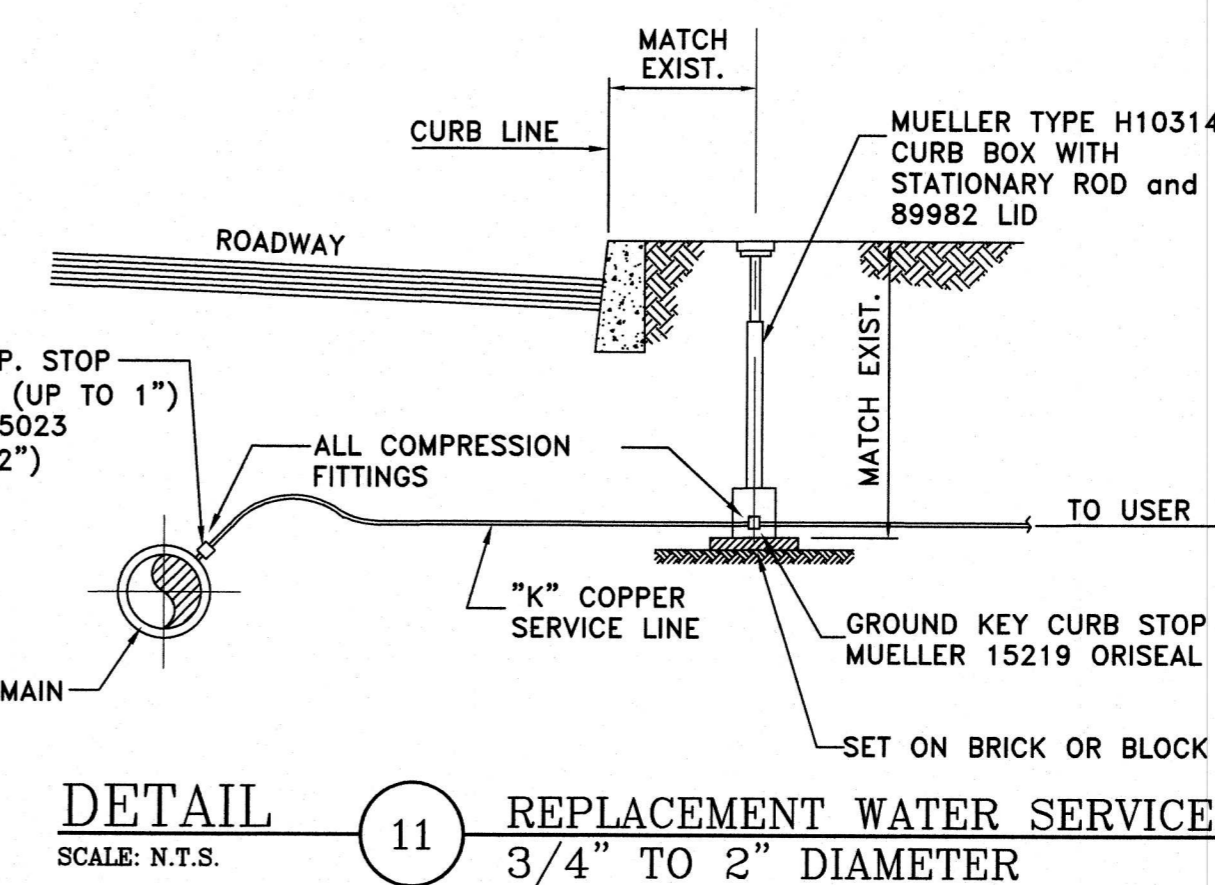 MATCH
EXIST.
CURB LINE
MUELLER TYPE H10314
CURB BOX WITH
STATIONARY ROD and
89982 LID
ROADWAY
MATCH EXIST.
P. STOP
(UP TO 1")
5023
2")
ALL COMPRESSION
FITTINGS
TO USER
"K" COPPER
SERVICE LINE
GROUND KEY CURB STOP
MUELLER 15219 ORISEAL
MAIN
SET ON BRICK OR BLOCK
DETAIL
SCALE: N.T.S.
11
REPLACEMENT WATER SERVICE
3/4" TO 2" DIAMETER